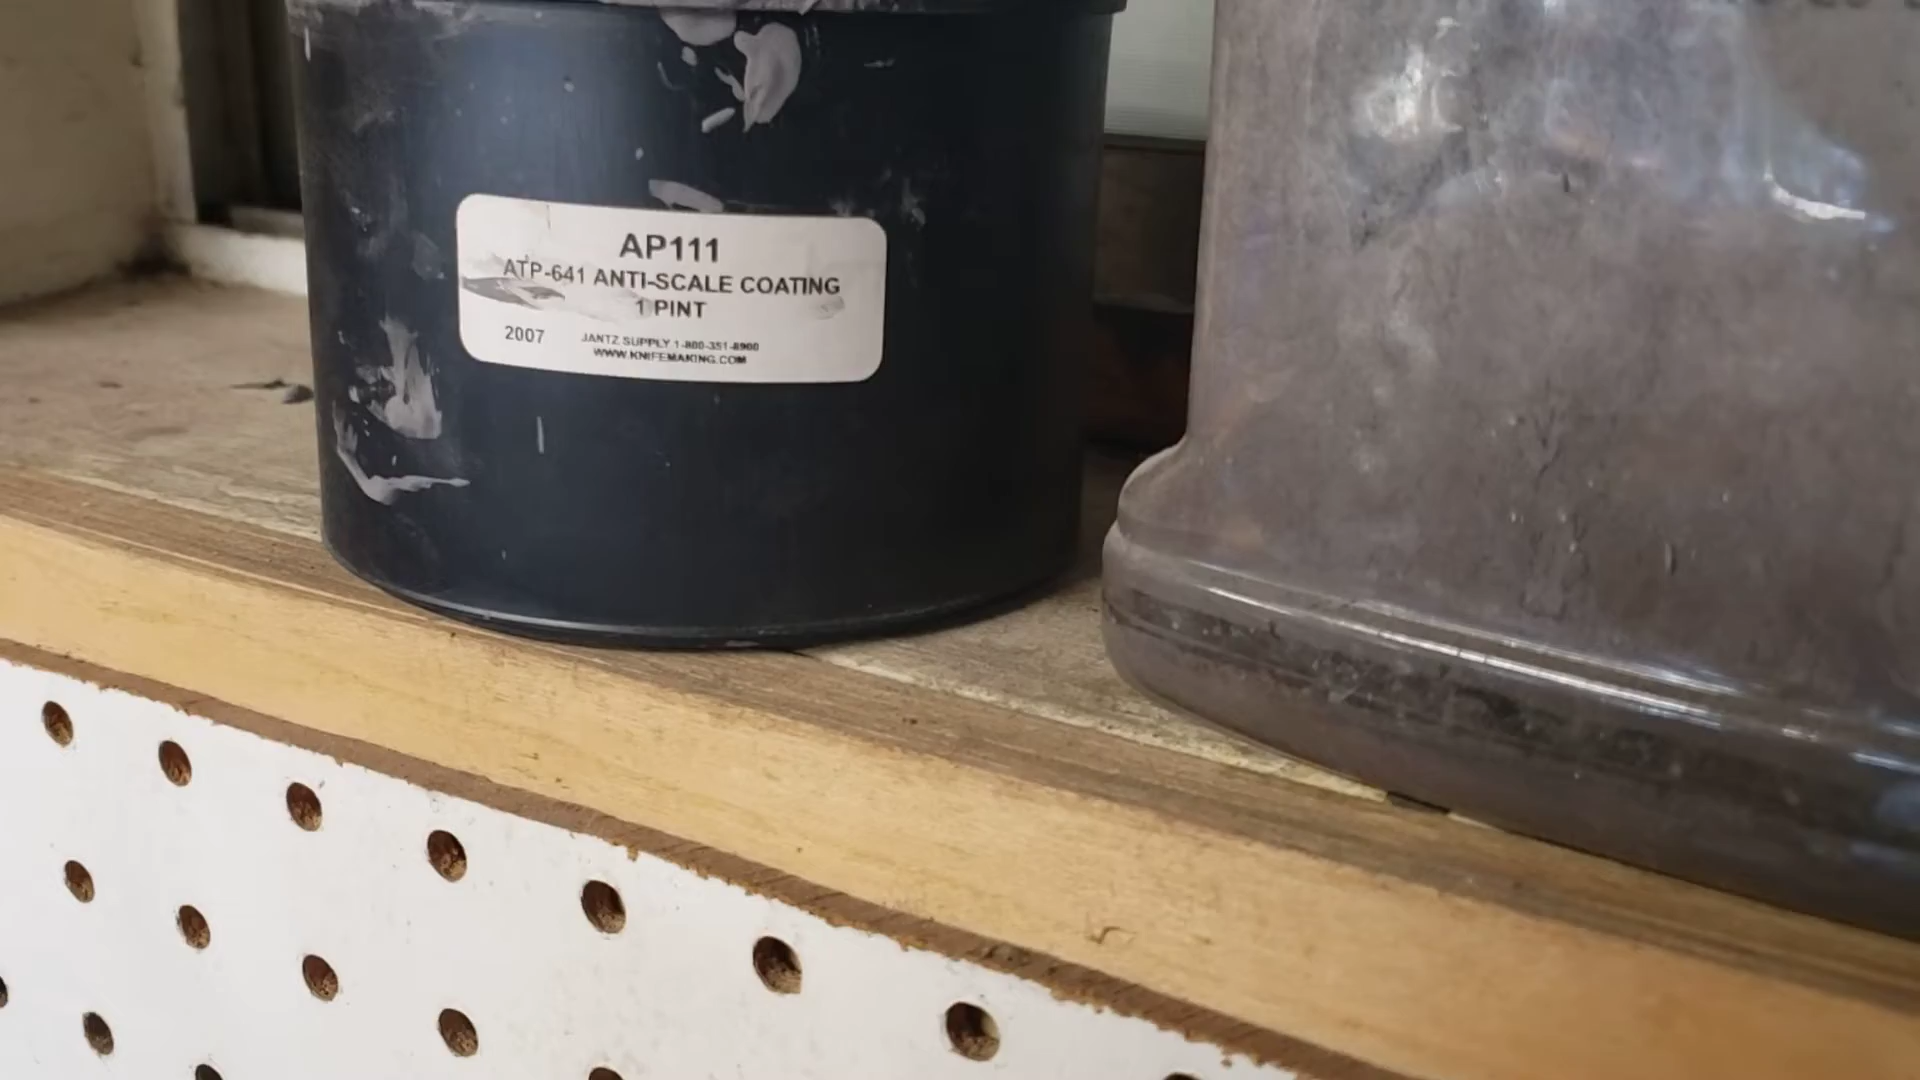 AP111
ATP-641 ANTI-SCALE COATING
1 PINT
2007 JANTZ SUPPLY 1-800-351-8900
WWW.KNIFEMAKING.COM